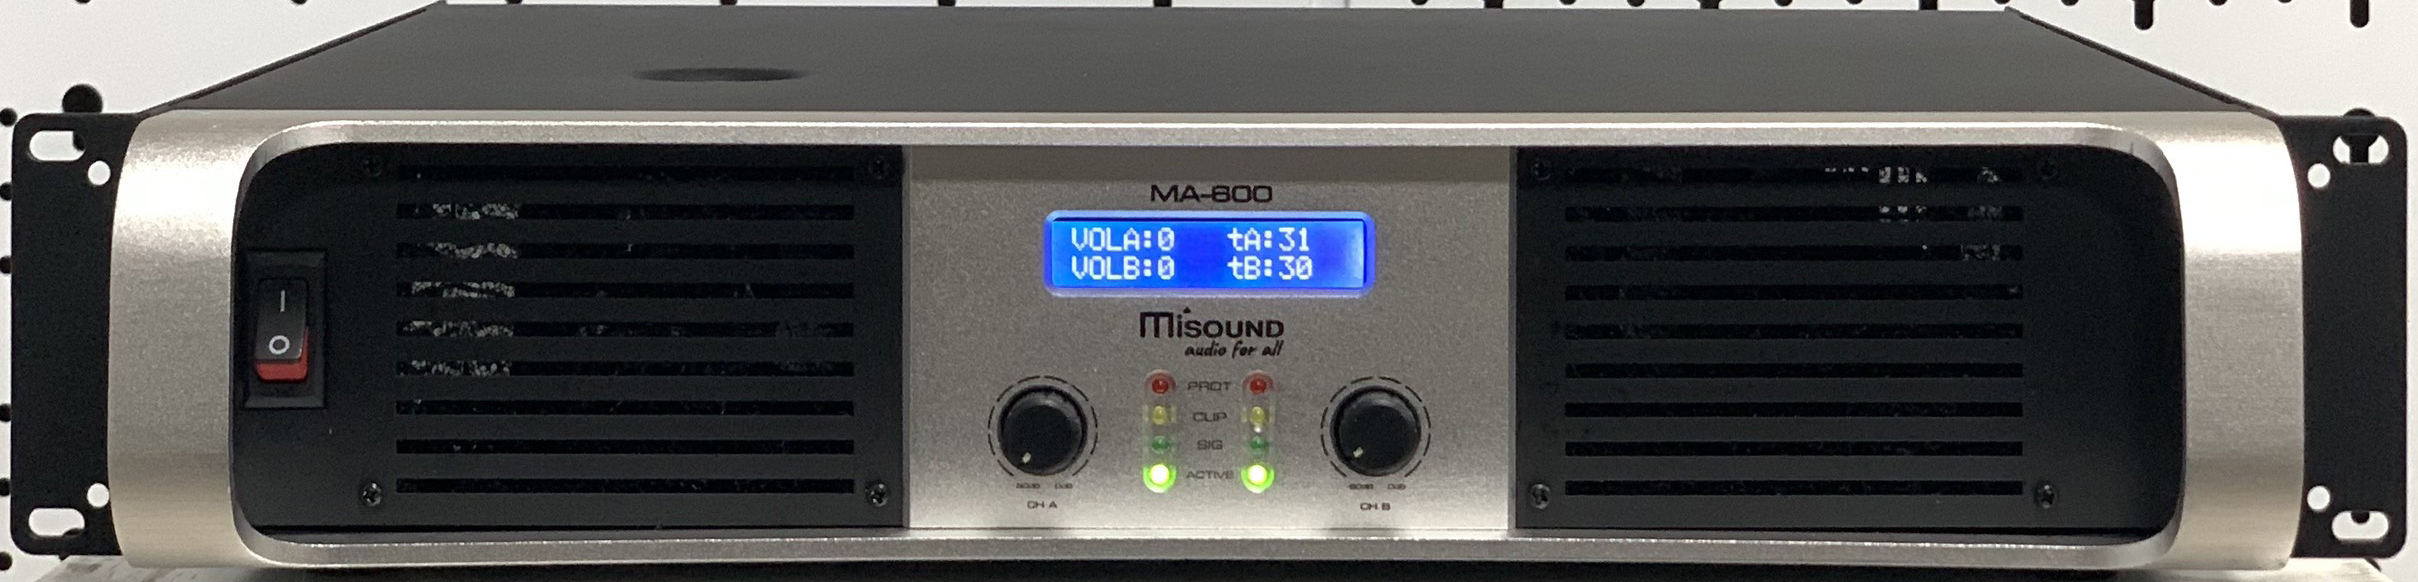 MA-600
VOLA:0 tA:31
VOLB:0 tB:30
misound
audio for all
PROT
CLIP
SIG
ACTIVE
CH A
CH B
I
O